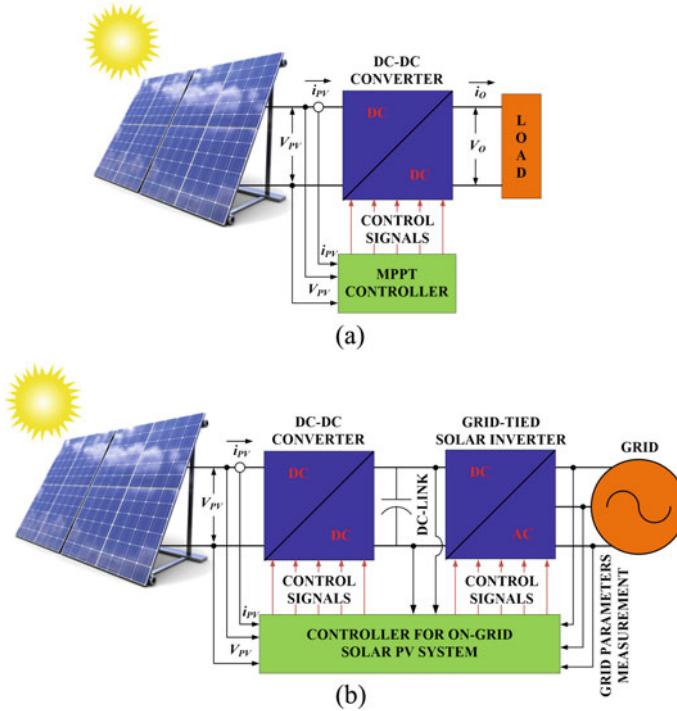 DC-DC
CONVERTER
i_PV
i_O
DC
DC
V_PV
V_O
LOAD
CONTROL
SIGNALS
i_PV
V_PV
MPPT
CONTROLLER
(a)
DC-DC
CONVERTER
GRID-TIED
SOLAR INVERTER
GRID
i_PV
DC
DC
V_PV
DC-LINK
DC
AC
CONTROL
SIGNALS
CONTROL
SIGNALS
i_PV
V_PV
CONTROLLER FOR ON-GRID
SOLAR PV SYSTEM
GRID PARAMETERS
MEASUREMENT
(b)